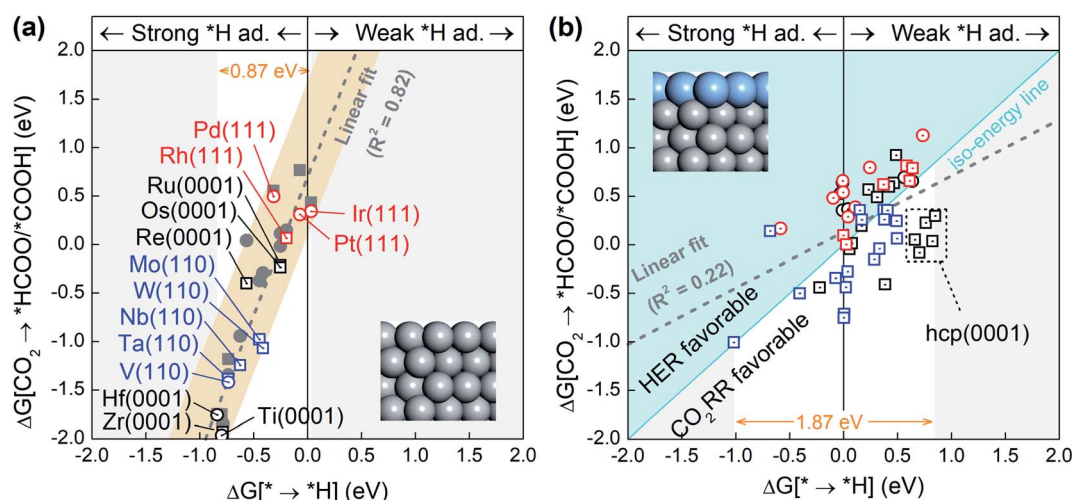 (a)
← Strong *H ad. ←
→ Weak *H ad. →
0.87 eV
Linear fit
(R² = 0.82)
Pd(111)
Rh(111)
Ru(0001)
Os(0001)
Re(0001)
Mo(110)
W(110)
Nb(110)
Ta(110)
V(110)
Hf(0001)
Zr(0001)
Ti(0001)
Ir(111)
Pt(111)
ΔG[CO₂ → *HCOO/*COOH] (eV)
2.0
1.5
1.0
0.5
0.0
-0.5
-1.0
-1.5
-2.0
-2.0 -1.5 -1.0 -0.5 0.0 0.5 1.0 1.5 2.0
ΔG[* → *H] (eV)
(b)
← Strong *H ad. ←
→ Weak *H ad. →
iso-energy line
Linear fit
(R² = 0.22)
HER favorable
CO₂RR favorable
hcp(0001)
1.87 eV
ΔG[CO₂ → *HCOO/*COOH] (eV)
2.0
1.5
1.0
0.5
0.0
-0.5
-1.0
-1.5
-2.0
-2.0 -1.5 -1.0 -0.5 0.0 0.5 1.0 1.5 2.0
ΔG[* → *H] (eV)